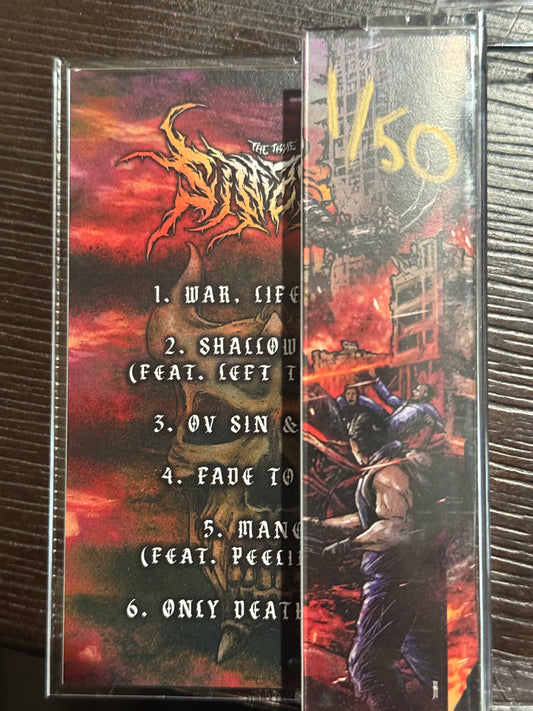 THE TRUE
1/50
1. WAR, LIFE
2. SHALLOW
(FEAT. LEFT T
3. OV SIN &
4. FADE TO
5. MANG
(FEAT. PEELI
6. ONLY DEATH